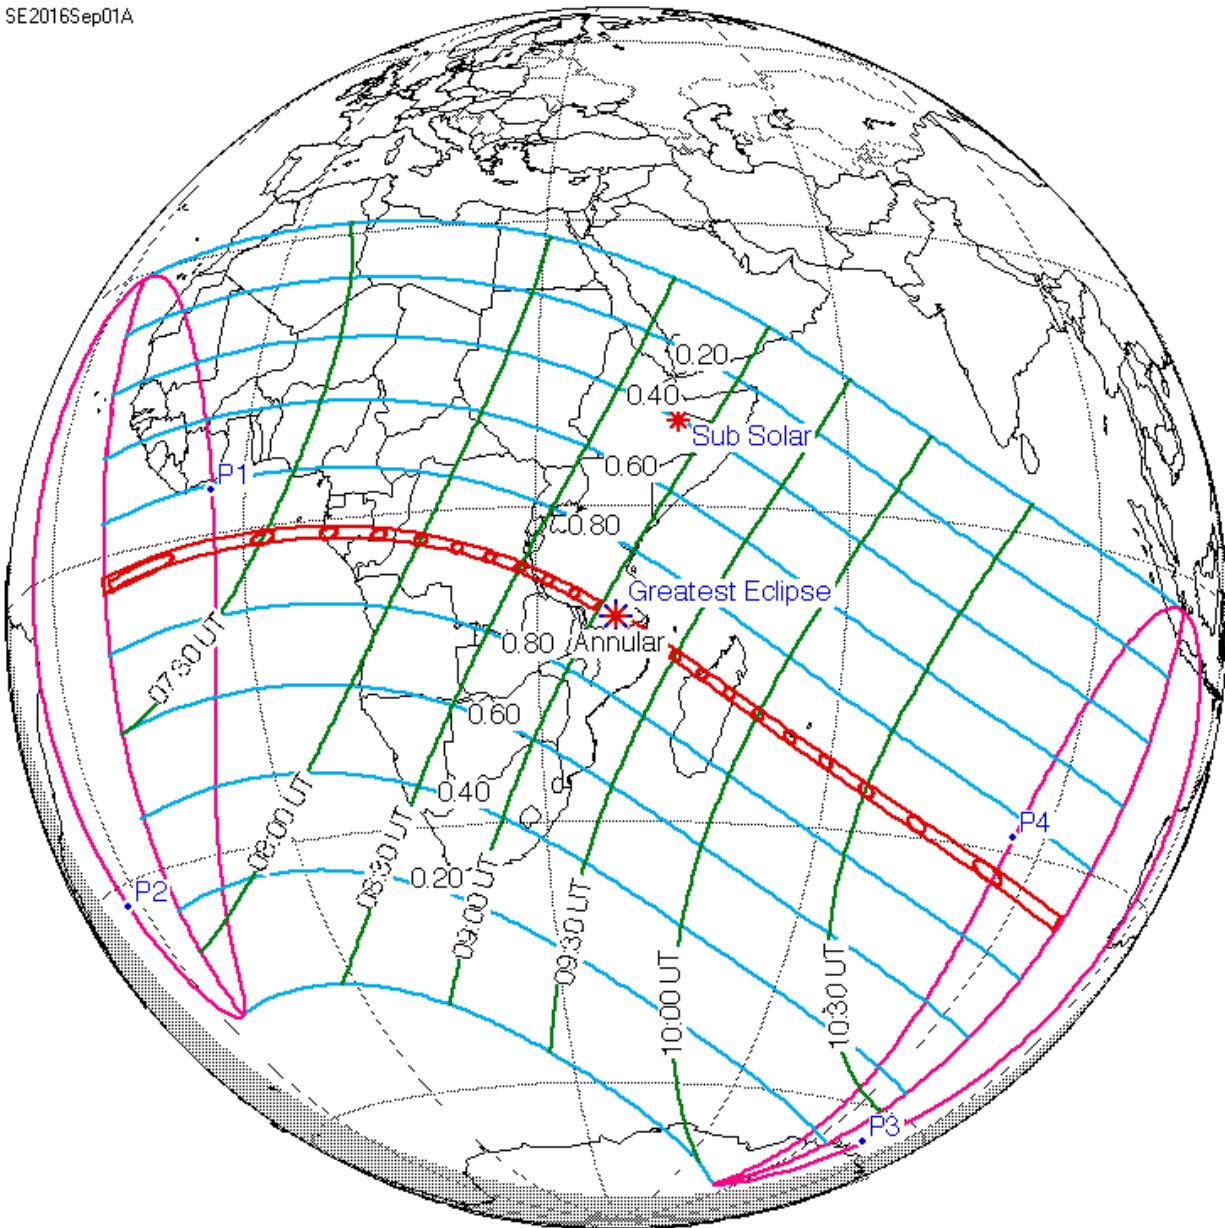 SE2016Sep01A
0.20
0.40
Sub Solar
0.60
P1
0.80
Greatest Eclipse
Annular
0.80
07:30 UT
0.60
0.40
08:00 UT
08:30 UT
P4
0.20
P2
09:00 UT
09:30 UT
10:00 UT
10:30 UT
P3